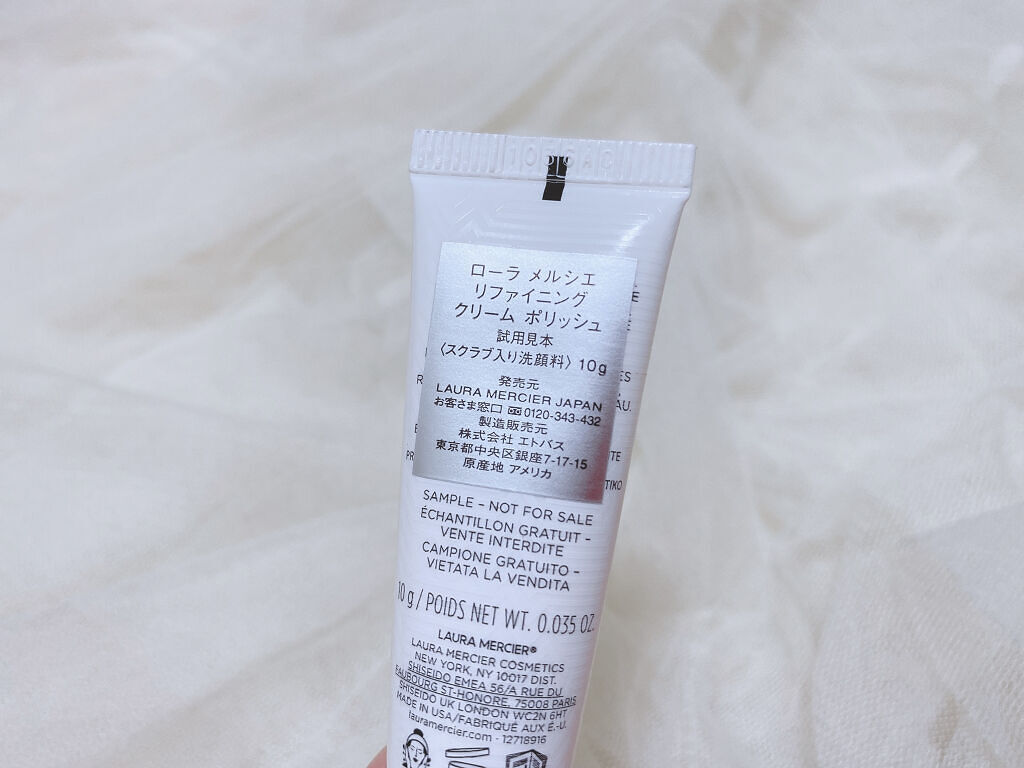 ローラ メルシエ
リファイニング
クリーム ポリッシュ
試用見本
〈スクラブ入り洗顔料〉 10g
発売元
LAURA MERCIER JAPAN
お客さま窓口 0120-343-432
製造販売元
株式会社 エトバス
東京都中央区銀座7-17-15
原産地 アメリカ
SAMPLE – NOT FOR SALE
ÉCHANTILLON GRATUIT –
VENTE INTERDITE
CAMPIONE GRATUITO –
VIETATA LA VENDITA
10 g / POIDS NET WT. 0.035 OZ.
LAURA MERCIER®
LAURA MERCIER COSMETICS
NEW YORK, NY 10017 DIST.
SHISEIDO EMEA 56/A RUE DU
FAUBOURG ST-HONORE, 75008 PARIS
SHISEIDO UK LONDON WC2N 6HT
MADE IN USA/FABRIQUÉ AUX É.-U.
lauramercier.com · 12718916